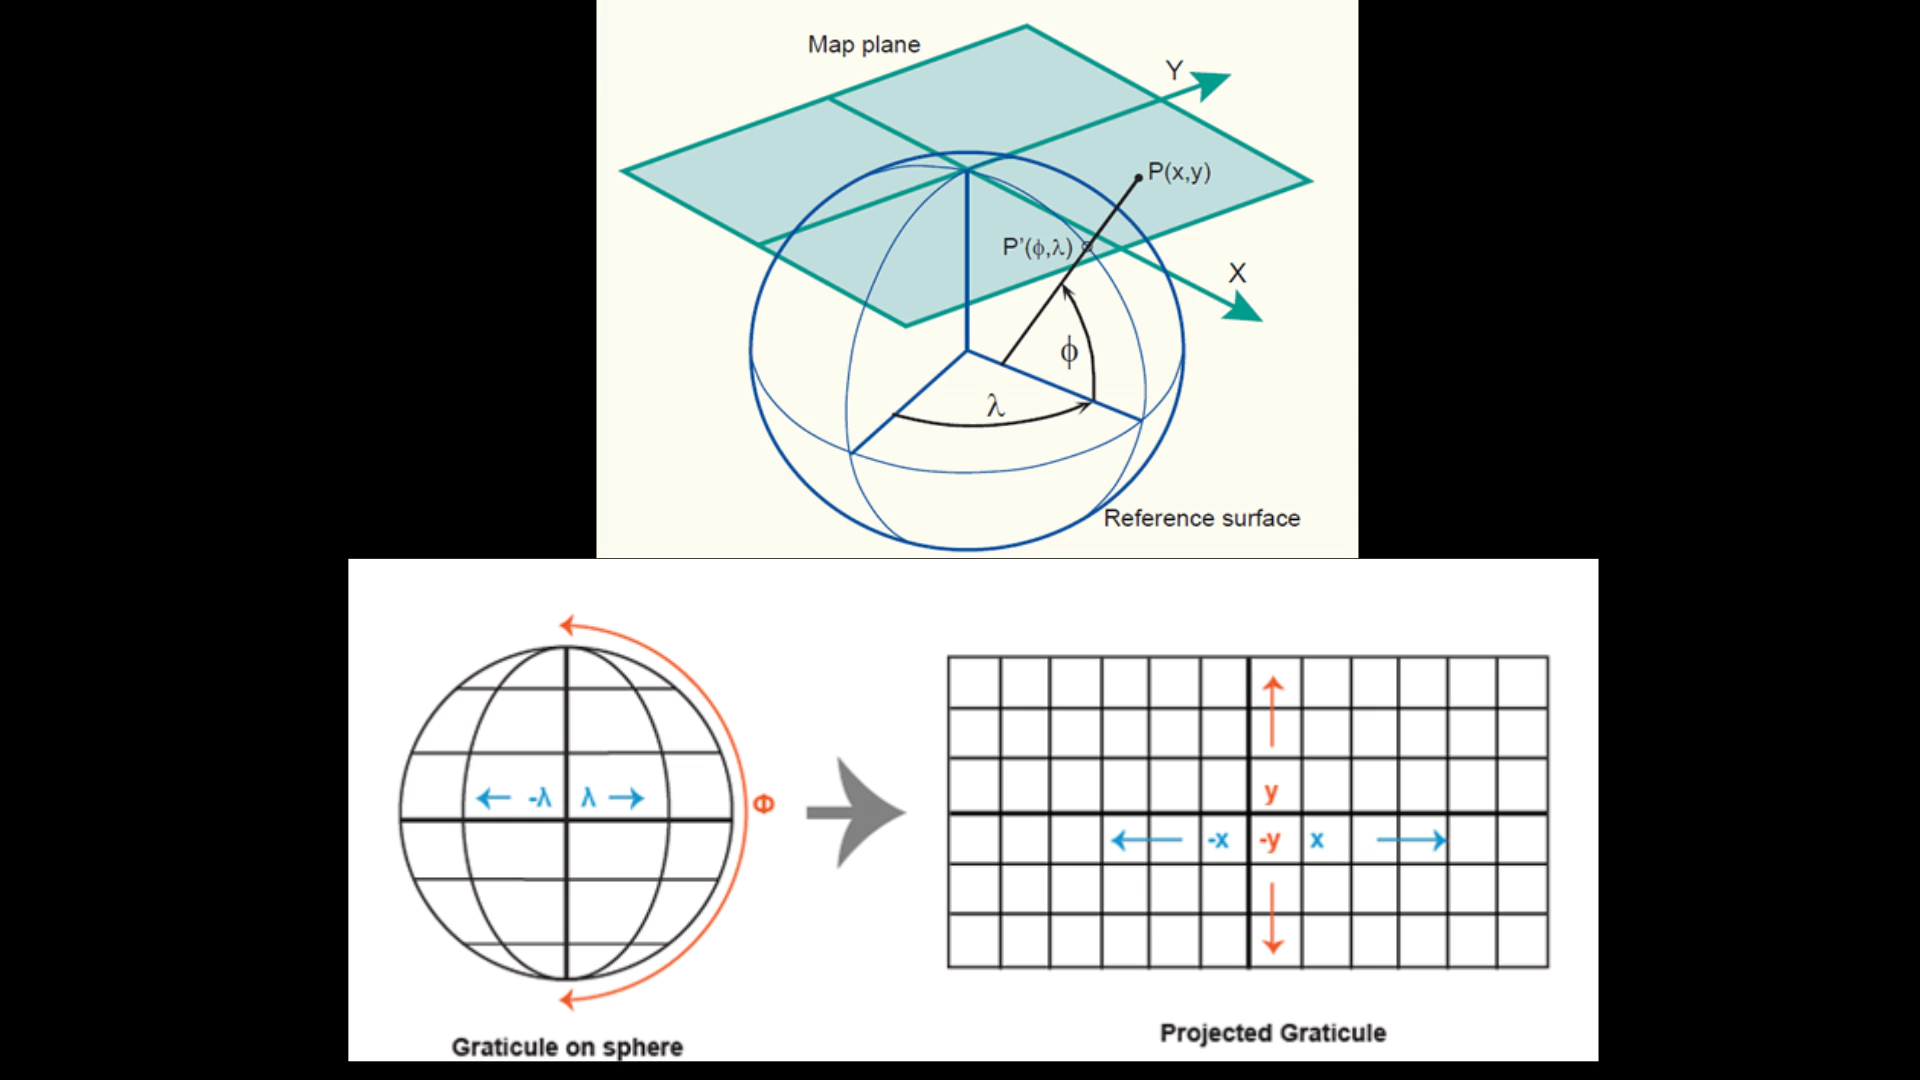 Map plane
Y
P(x,y)
P'(ϕ,λ)
X
ϕ
λ
Reference surface
-λ λ
Φ
y
-x -y x
Graticule on sphere
Projected Graticule